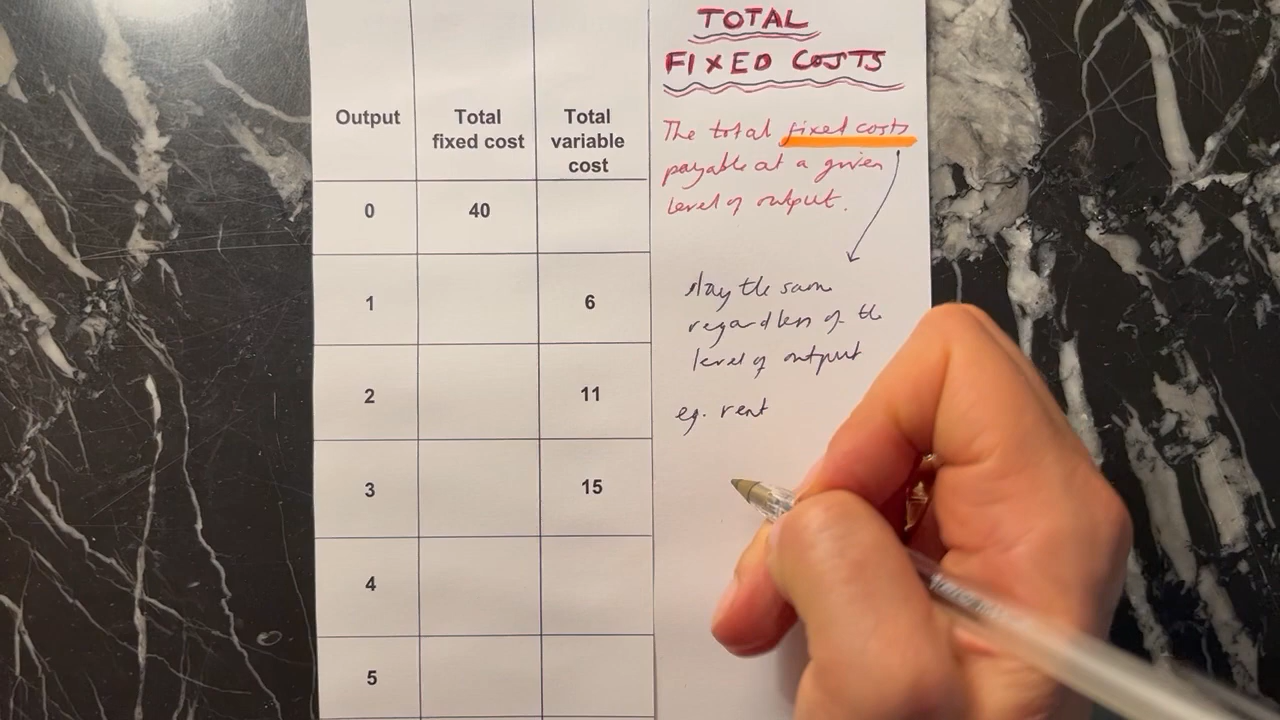 Output
Total
fixed cost
Total
variable
cost
0
40
1
6
2
11
3
15
4
5
TOTAL
FIXED COSTS
The total fixed costs
payable at a given
level of output.
stay the same
regardless of the
level of output
eg. rent